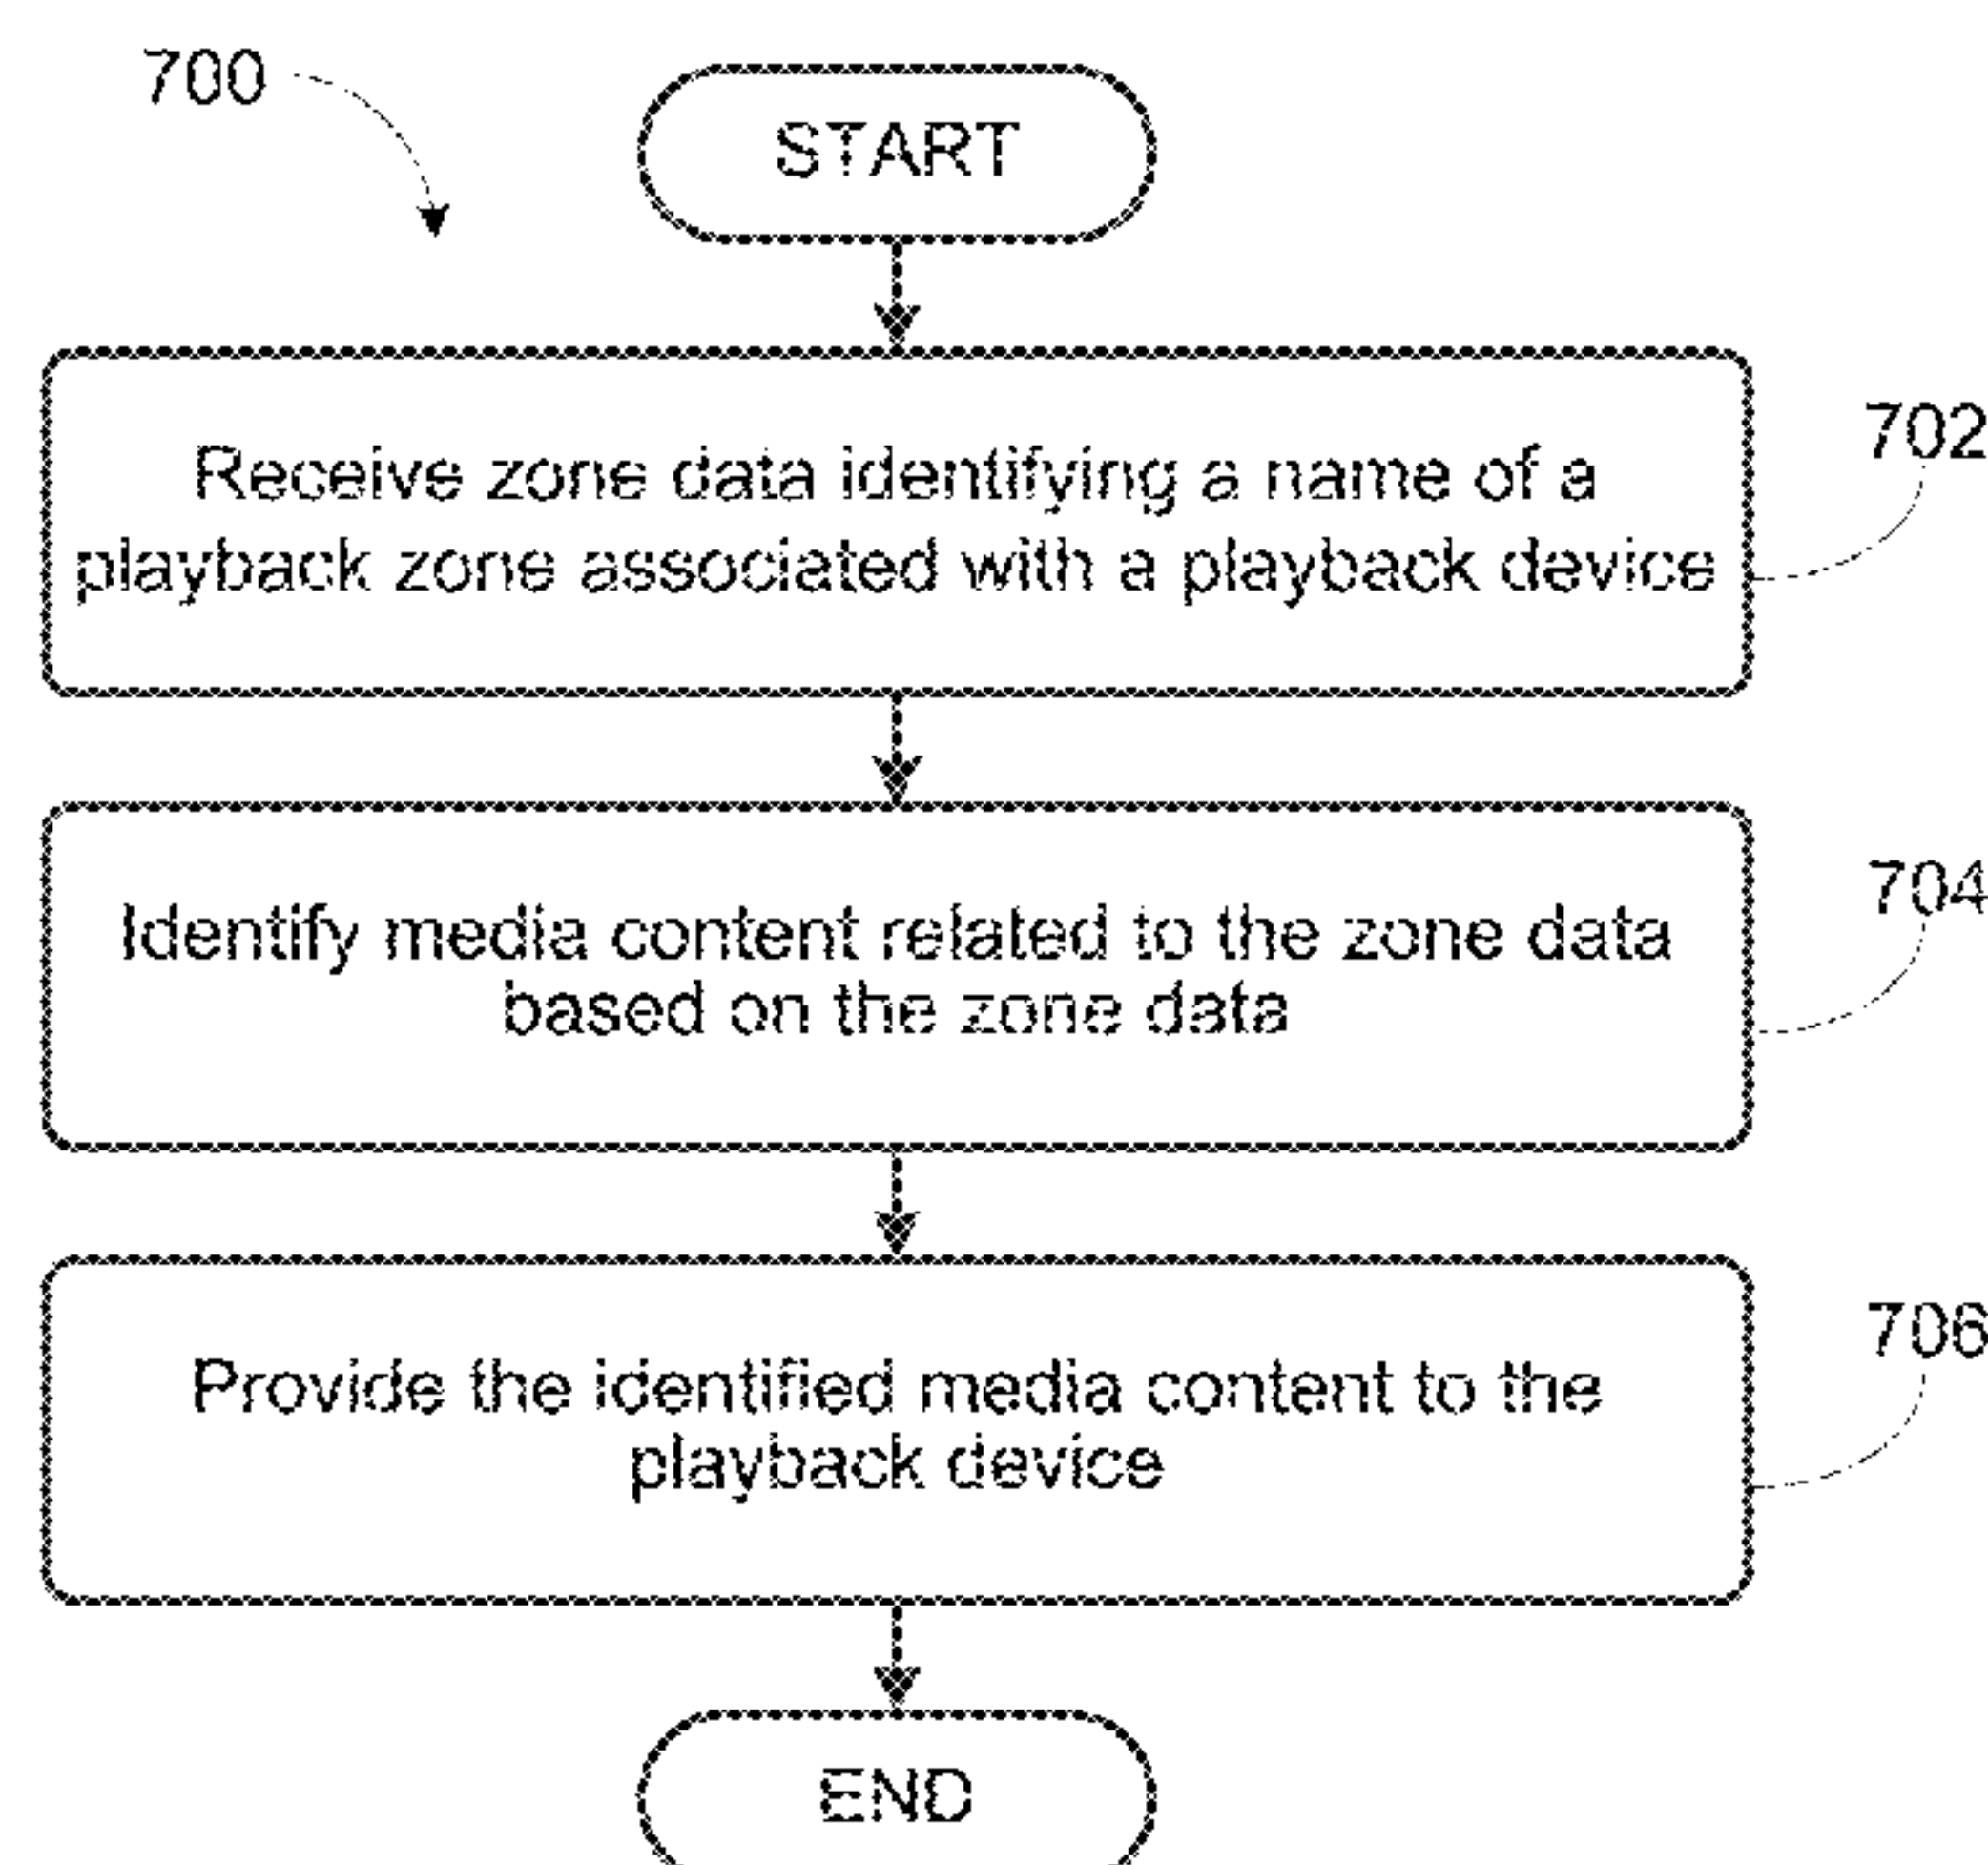 700
START
Receive zone data identifying a name of a
playback zone associated with a playback device
702
Identify media content related to the zone data
based on the zone data
704
Provide the identified media content to the
playback device
706
END